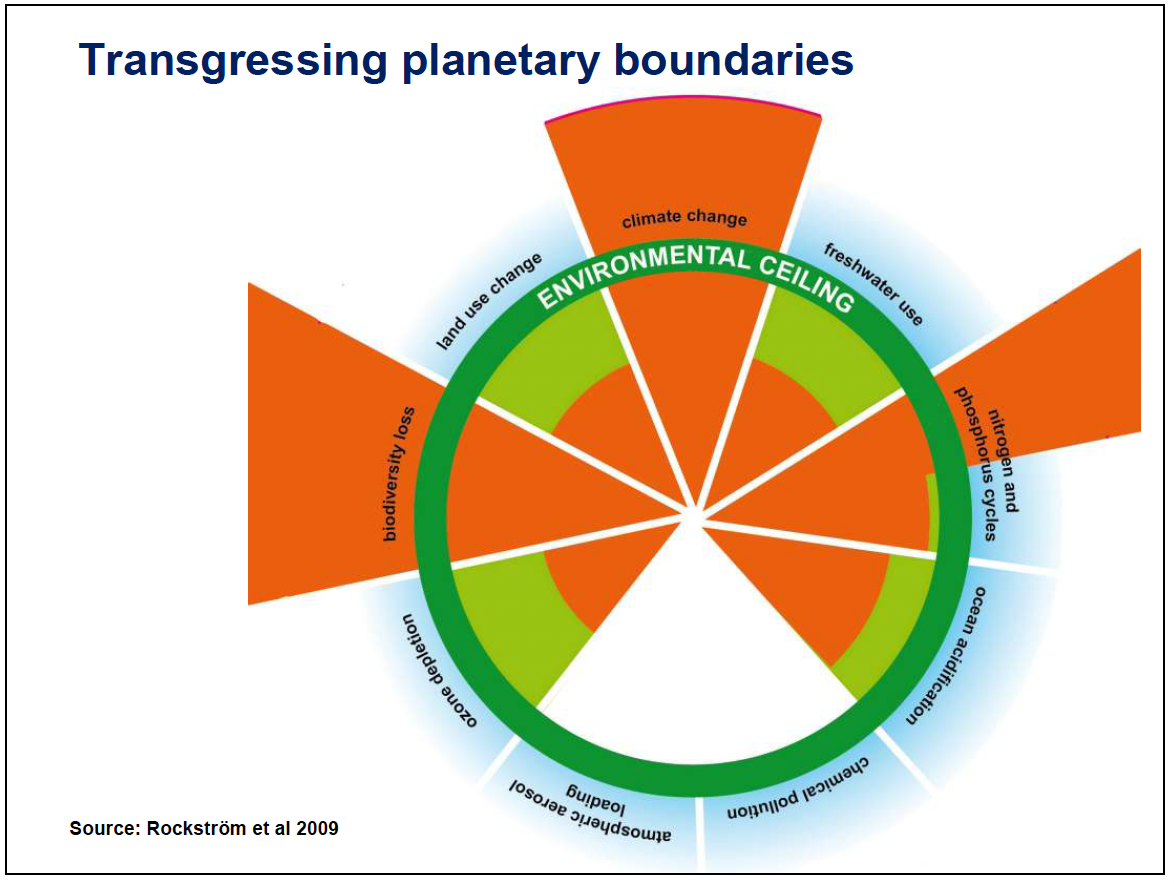 Transgressing planetary boundaries
climate change
ENVIRONMENTAL CEILING
freshwater use
nitrogen and
phosphorus cycles
ocean acidification
chemical pollution
atmospheric aerosol
loading
ozone depletion
biodiversity loss
land use change
Source: Rockström et al 2009